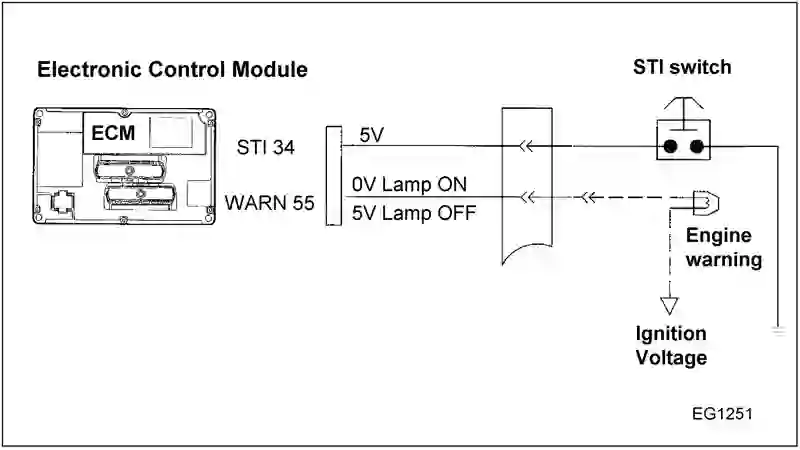 Electronic Control Module
STI switch
ECM
STI 34
5V
WARN 55
0V Lamp ON
5V Lamp OFF
Engine
warning
Ignition
Voltage
EG1251